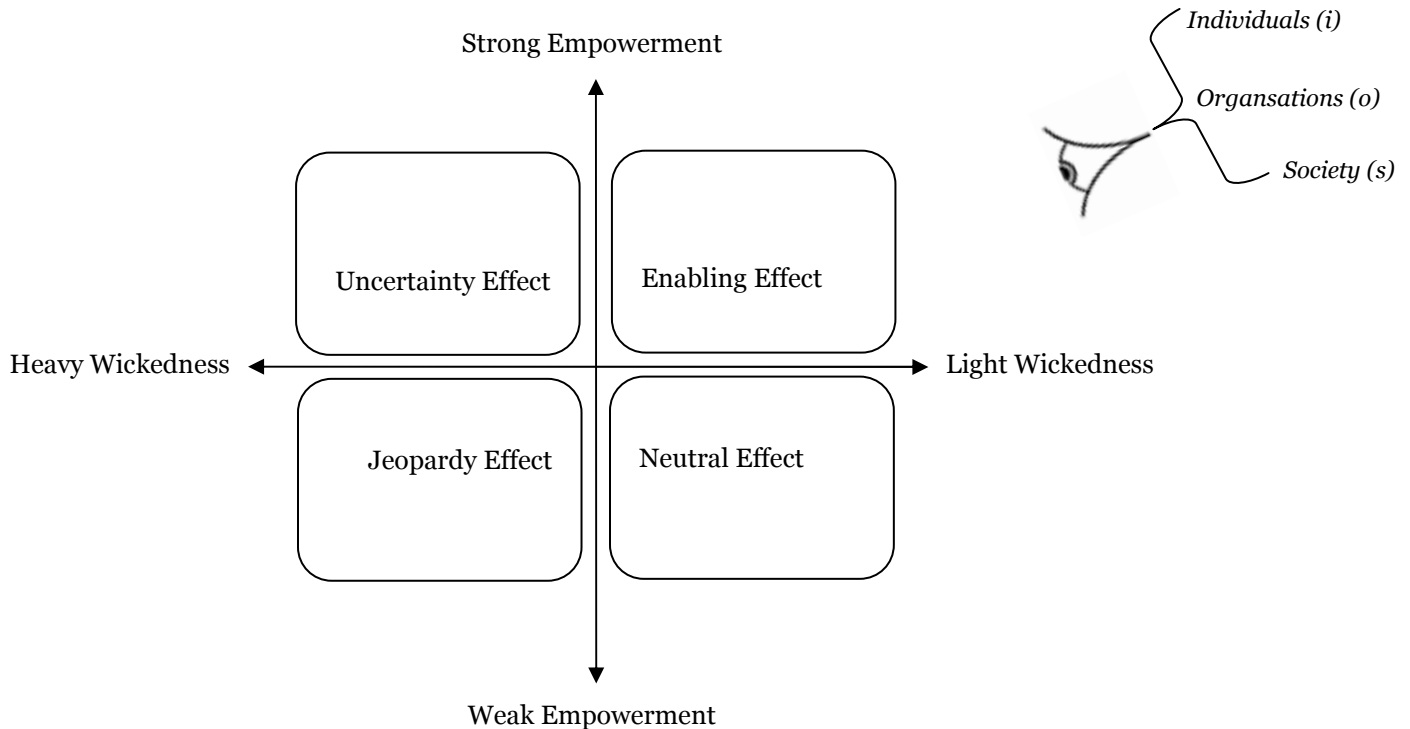 Individuals (i)
Strong Empowerment
Organsations (o)
Society (s)
Uncertainty Effect
Enabling Effect
Heavy Wickedness
Light Wickedness
Jeopardy Effect
Neutral Effect
Weak Empowerment